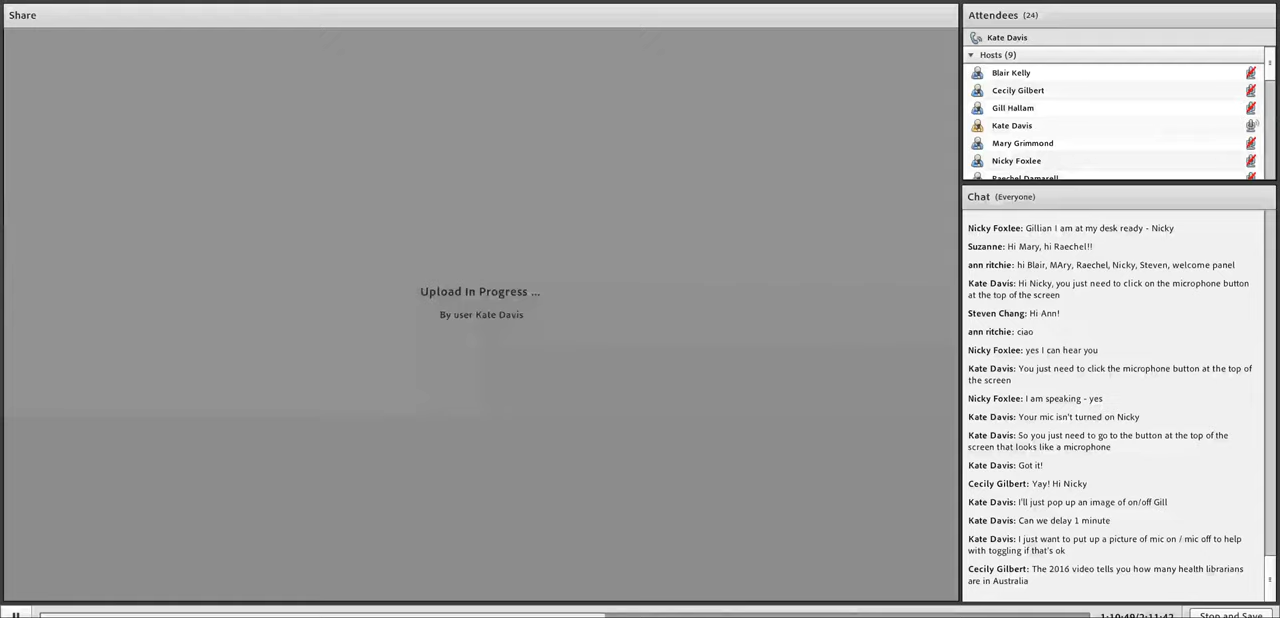 Share
Upload In Progress ...
By user Kate Davis
Attendees (24)
Kate Davis
Hosts (9)
Blair Kelly
Cecily Gilbert
Gill Hallam
Kate Davis
Mary Grimmond
Nicky Foxlee
Raechel Damarell
Chat (Everyone)
Nicky Foxlee: Gillian I am at my desk ready - Nicky
Suzanne: Hi Mary, hi Raechel!!
ann ritchie: hi Blair, MAry, Raechel, Nicky, Steven, welcome panel
Kate Davis: Hi Nicky, you just need to click on the microphone button
at the top of the screen
Steven Chang: Hi Ann!
ann ritchie: ciao
Nicky Foxlee: yes I can hear you
Kate Davis: You just need to click the microphone button at the top of
the screen
Nicky Foxlee: I am speaking - yes
Kate Davis: Your mic isn't turned on Nicky
Kate Davis: So you just need to go to the button at the top of the
screen that looks like a microphone
Kate Davis: Got it!
Cecily Gilbert: Yay! Hi Nicky
Kate Davis: I'll just pop up an image of on/off Gill
Kate Davis: Can we delay 1 minute
Kate Davis: I just want to put up a picture of mic on / mic off to help
with toggling if that's ok
Cecily Gilbert: The 2016 video tells you how many health librarians
are in Australia
1:10:49/2:11:42
Stop and Save